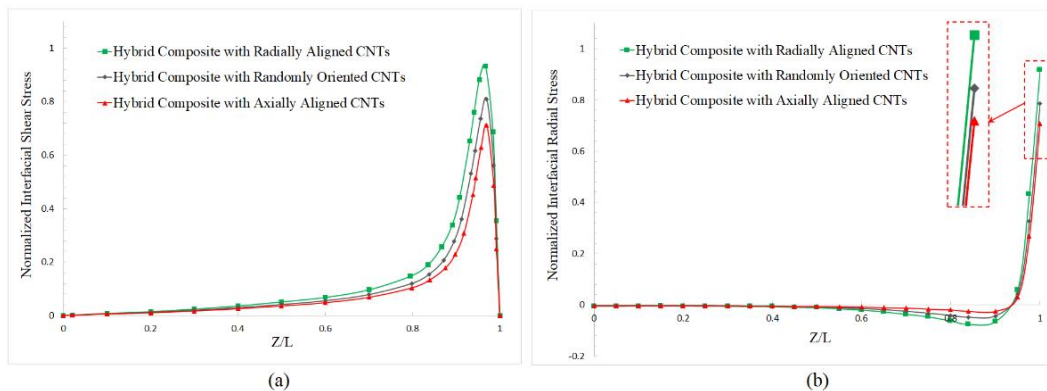 1
0.8
0.6
0.4
0.2
0
0
0.2
0.4
0.6
0.8
1
Normalized Interfacial Shear Stress
Hybrid Composite with Radially Aligned CNTs
Hybrid Composite with Randomly Oriented CNTs
Hybrid Composite with Axially Aligned CNTs
Z/L
(a)
1
0.8
0.6
0.4
0.2
0
-0.2
0
0.2
0.4
0.6
0.8
1
Normalized Interfacial Radial Stress
Hybrid Composite with Radially Aligned CNTs
Hybrid Composite with Randomly Oriented CNTs
Hybrid Composite with Axially Aligned CNTs
Z/L
(b)